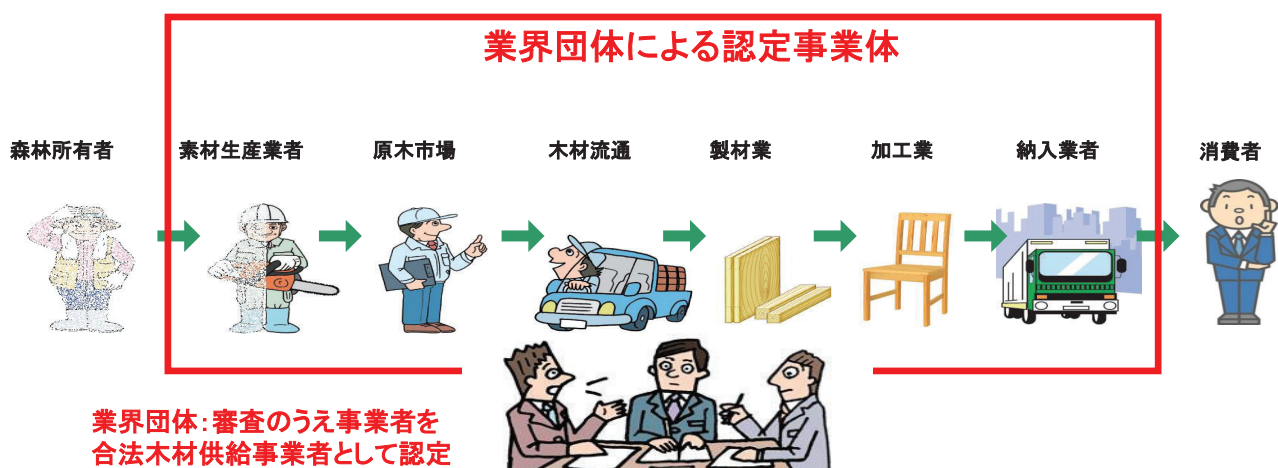 業界団体による認定事業体
森林所有者
素材生産業者
原木市場
木材流通
製材業
加工業
納入業者
消費者
業界団体:審査のうえ事業者を
合法木材供給事業者として認定